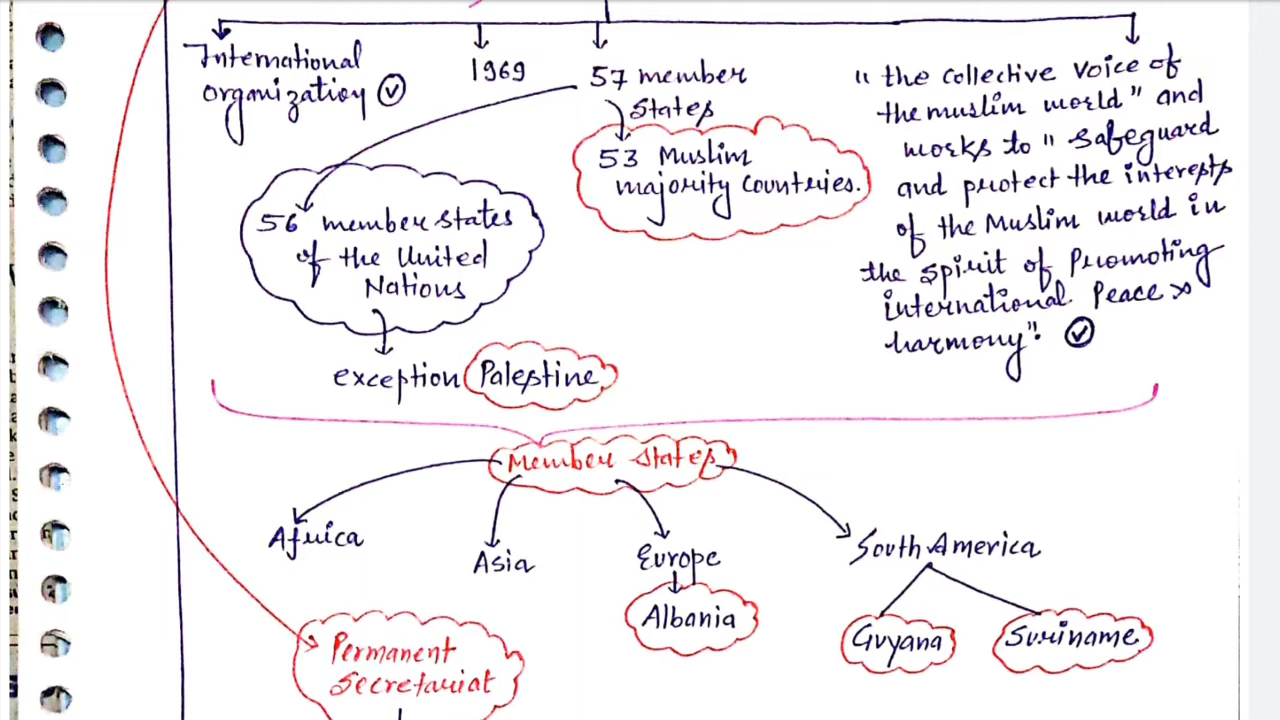 International
organization
1969
57 member
States
53 Muslim
majority countries.
"the collective voice of
the muslim world" and
works to "safeguard
and protect the interests
of the Muslim world in
the spirit of Promoting
international Peace &
harmony".
56 member states
of the United
Nations
exception Palestine
Member states
Africa
Asia
Europe
South America
Albania
Guyana
Suriname
Permanent
Secretariat